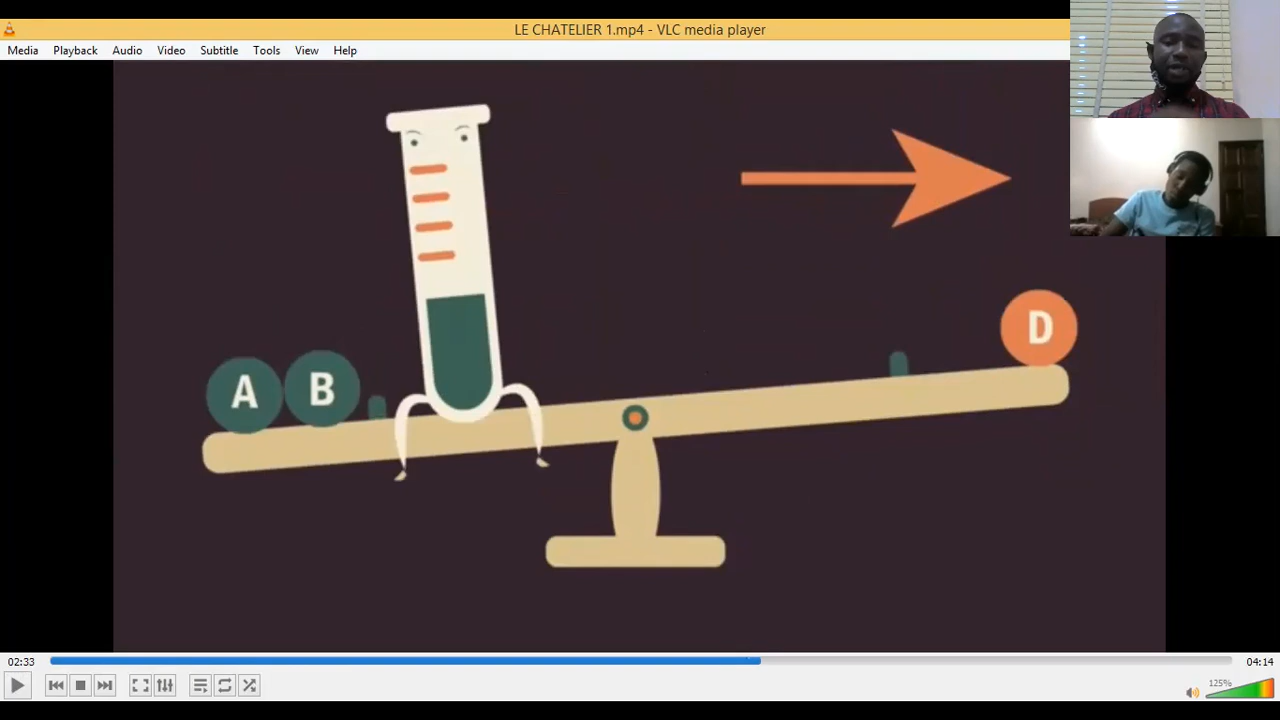 LE CHATELIER 1.mp4 - VLC media player
Media Playback Audio Video Subtitle Tools View Help
A B
D
02:33
04:14
125%